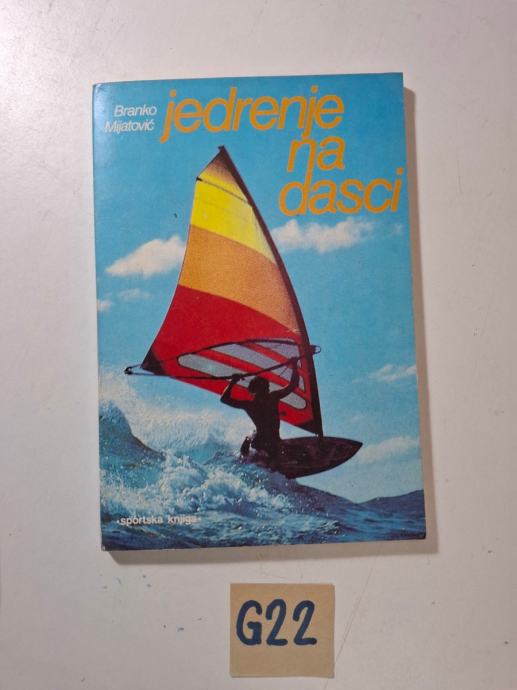 Branko
Mijatović
jedrenje
na
dasci
•sportska knjiga•
G22